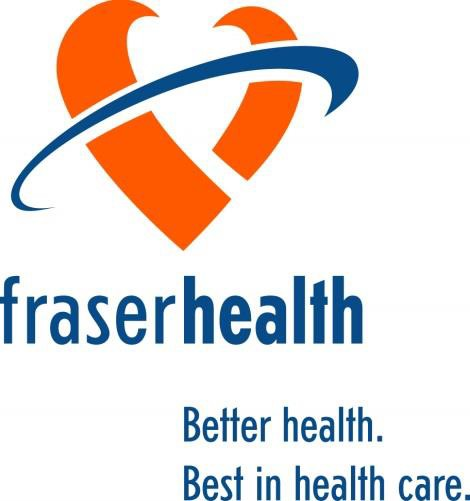 fraserhealth
Better health.
Best in health care.